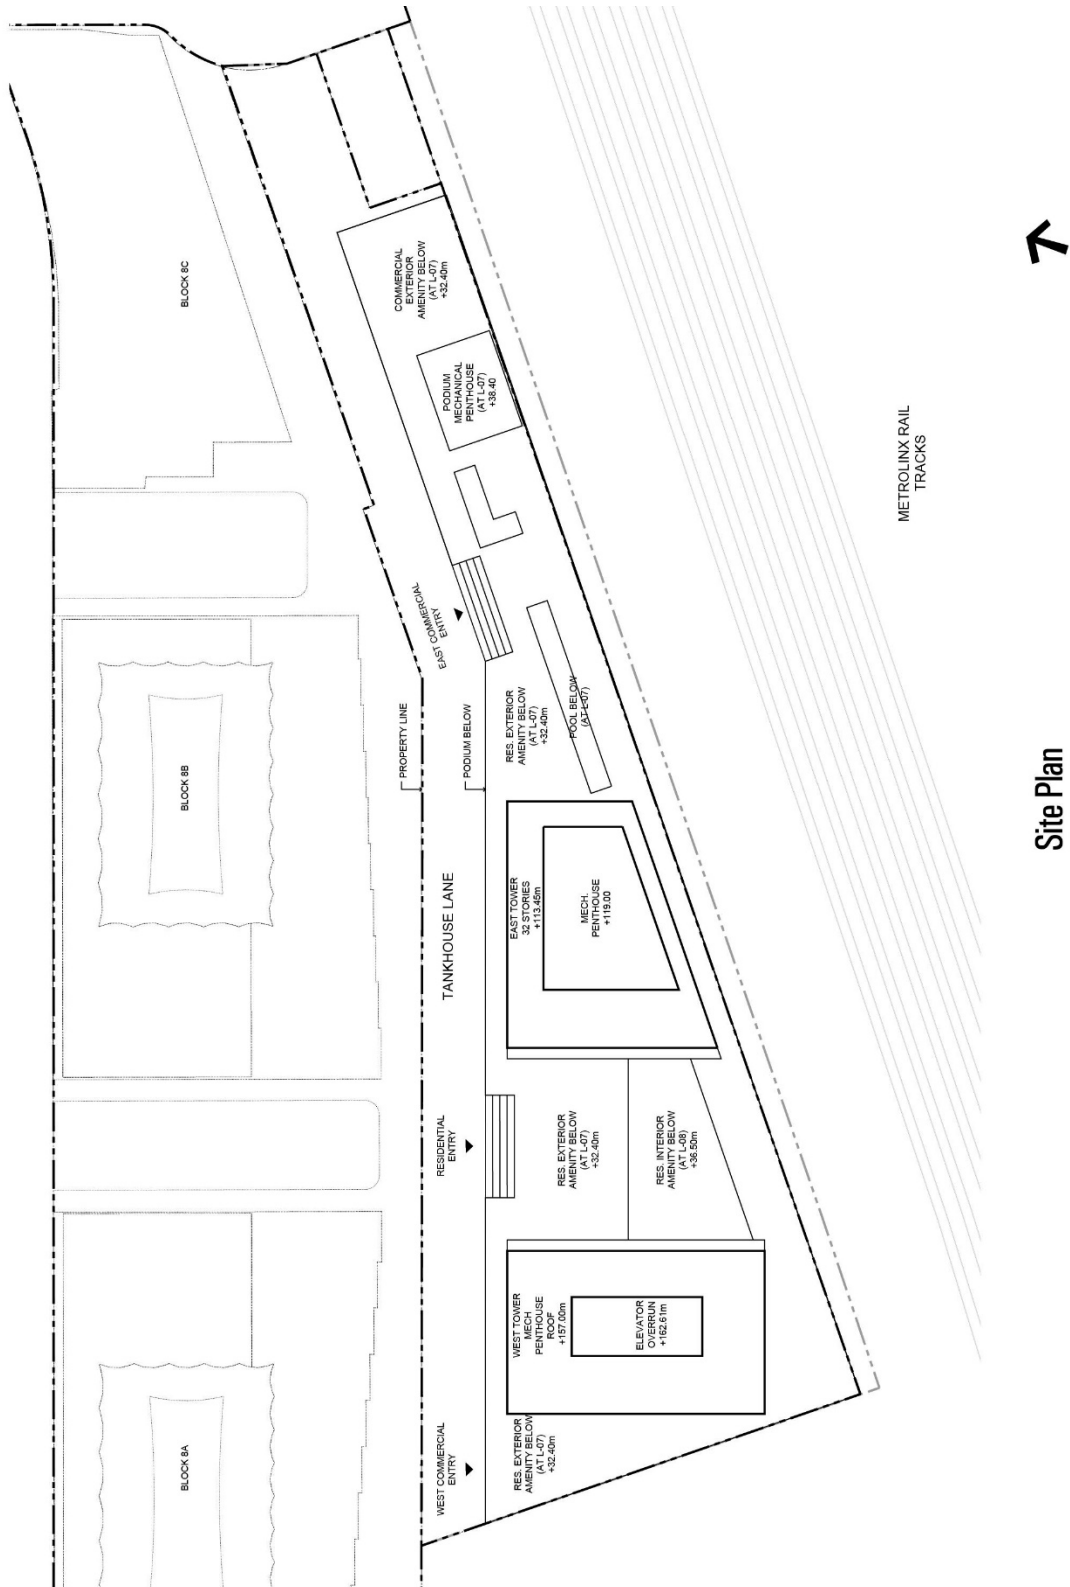 BLOCK 8C
COMMERCIAL
EXTERIOR
AMENITY BELOW
(AT L-07)
+32.40m
PODIUM
MECHANICAL
PENTHOUSE
(AT L-07)
+38.40
METROLINX RAIL
TRACKS
EAST COMMERCIAL
ENTRY
BLOCK 8B
PROPERTY LINE
PODIUM BELOW
RES. EXTERIOR
AMENITY BELOW
(AT L-07)
+32.40m
POOL BELOW
(AT L-07)
TANKHOUSE LANE
EAST TOWER
32 STORIES
+113.45m
MECH.
PENTHOUSE
+119.00
RESIDENTIAL
ENTRY
RES. EXTERIOR
AMENITY BELOW
(AT L-07)
+32.40m
RES. INTERIOR
AMENITY BELOW
(AT L-08)
+36.50m
WEST TOWER
MECH
PENTHOUSE
ROOF
+157.00m
ELEVATOR
OVERRUN
+162.61m
BLOCK 8A
WEST COMMERCIAL
ENTRY
RES. EXTERIOR
AMENITY BELOW
(AT L-07)
+32.40m
Site Plan